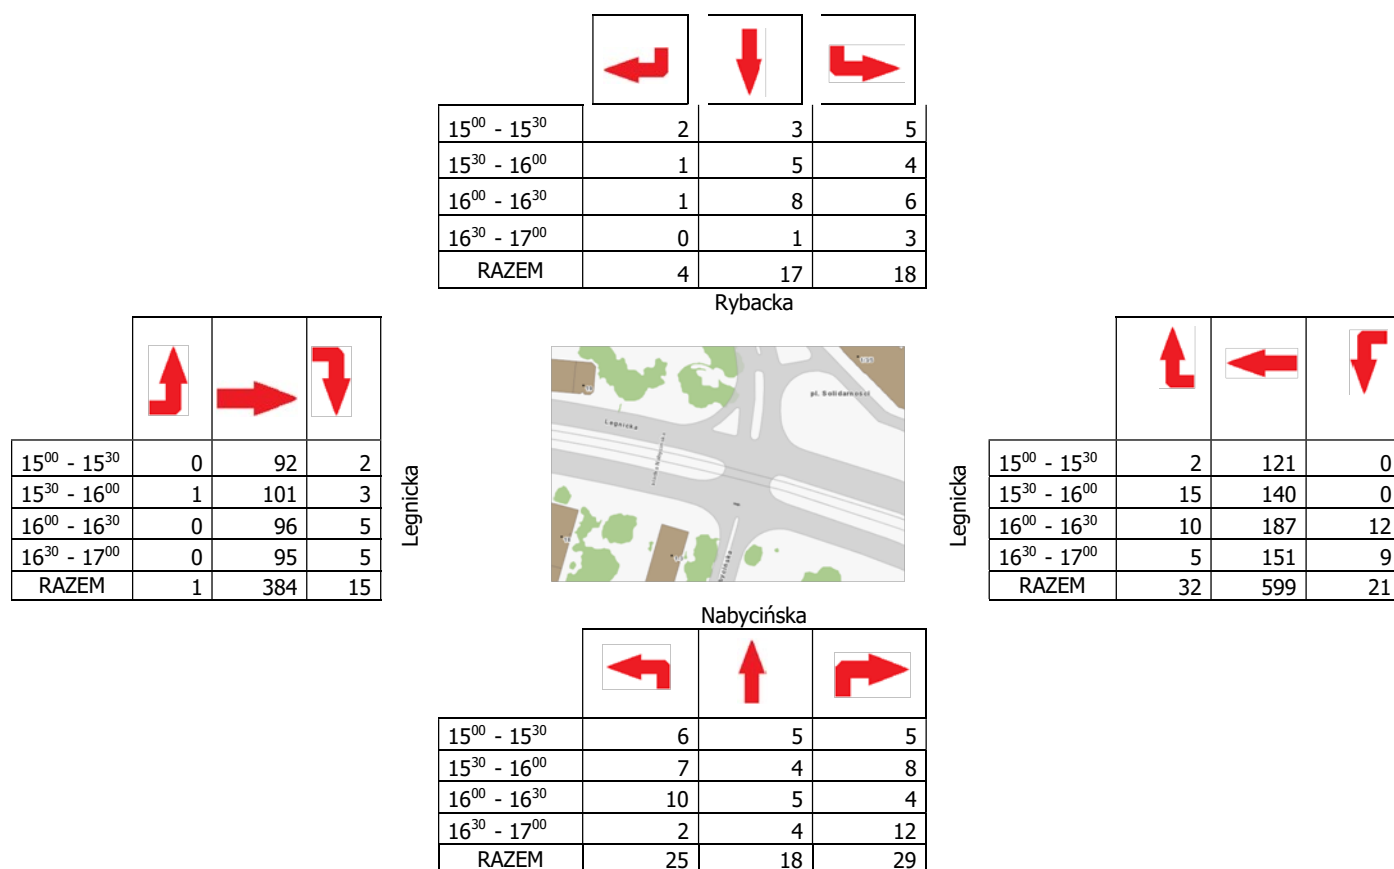 15⁰⁰ - 15³⁰ 2 3 5
15³⁰ - 16⁰⁰ 1 5 4
16⁰⁰ - 16³⁰ 1 8 6
16³⁰ - 17⁰⁰ 0 1 3
RAZEM 4 17 18
Rybacka
15⁰⁰ - 15³⁰ 0 92 2
15³⁰ - 16⁰⁰ 1 101 3
16⁰⁰ - 16³⁰ 0 96 5
16³⁰ - 17⁰⁰ 0 95 5
RAZEM 1 384 15
Legnicka
pl. Solidarności
Legnicka
Legnicka
15⁰⁰ - 15³⁰ 2 121 0
15³⁰ - 16⁰⁰ 15 140 0
16⁰⁰ - 16³⁰ 10 187 12
16³⁰ - 17⁰⁰ 5 151 9
RAZEM 32 599 21
Nabycińska
15⁰⁰ - 15³⁰ 6 5 5
15³⁰ - 16⁰⁰ 7 4 8
16⁰⁰ - 16³⁰ 10 5 4
16³⁰ - 17⁰⁰ 2 4 12
RAZEM 25 18 29